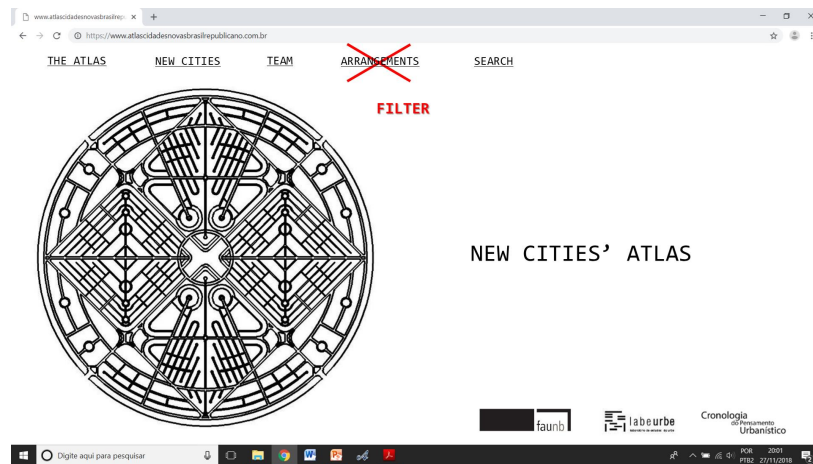 www.atlascidadesnovasbrasilrep
https://www.atlascidadesnovasbrasilrepublicano.com.br
THE ATLAS NEW CITIES TEAM ARRANGEMENTS SEARCH
FILTER
NEW CITIES’ ATLAS
faunb
labeurbe
Cronologia
do Pensamento
Urbanístico
Digite aqui para pesquisar
POR 20:01
PTB2 27/11/2018